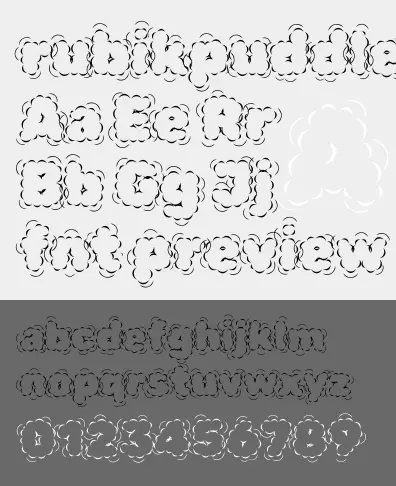 rubikpuddle
Aa Ee Rr
A
Bb Gg Jj
fnt preview
abcdefghijklm
nopqrstuvwxyz
0123456789